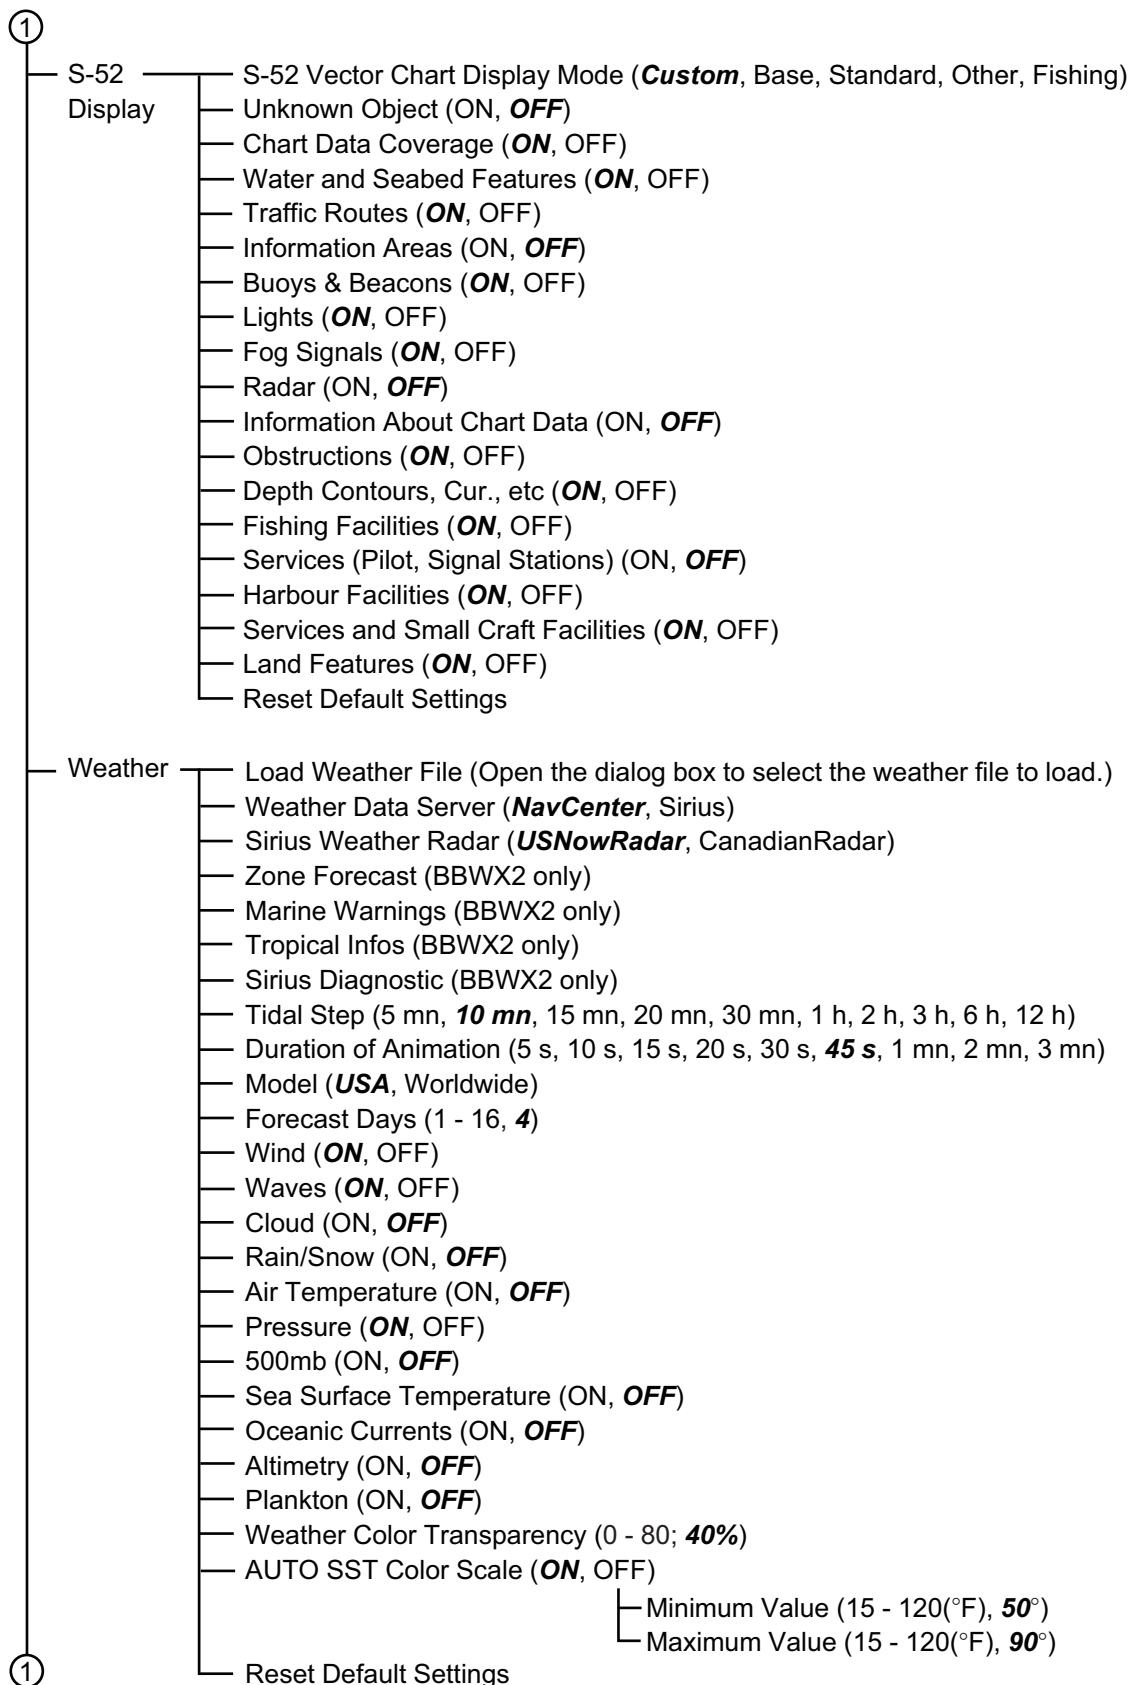 1
S-52 Display
S-52 Vector Chart Display Mode (Custom, Base, Standard, Other, Fishing)
Unknown Object (ON, OFF)
Chart Data Coverage (ON, OFF)
Water and Seabed Features (ON, OFF)
Traffic Routes (ON, OFF)
Information Areas (ON, OFF)
Buoys & Beacons (ON, OFF)
Lights (ON, OFF)
Fog Signals (ON, OFF)
Radar (ON, OFF)
Information About Chart Data (ON, OFF)
Obstructions (ON, OFF)
Depth Contours, Cur., etc (ON, OFF)
Fishing Facilities (ON, OFF)
Services (Pilot, Signal Stations) (ON, OFF)
Harbour Facilities (ON, OFF)
Services and Small Craft Facilities (ON, OFF)
Land Features (ON, OFF)
Reset Default Settings
Weather
Load Weather File (Open the dialog box to select the weather file to load.)
Weather Data Server (NavCenter, Sirius)
Sirius Weather Radar (USNowRadar, CanadianRadar)
Zone Forecast (BBWX2 only)
Marine Warnings (BBWX2 only)
Tropical Infos (BBWX2 only)
Sirius Diagnostic (BBWX2 only)
Tidal Step (5 mn, 10 mn, 15 mn, 20 mn, 30 mn, 1 h, 2 h, 3 h, 6 h, 12 h)
Duration of Animation (5 s, 10 s, 15 s, 20 s, 30 s, 45 s, 1 mn, 2 mn, 3 mn)
Model (USA, Worldwide)
Forecast Days (1 - 16, 4)
Wind (ON, OFF)
Waves (ON, OFF)
Cloud (ON, OFF)
Rain/Snow (ON, OFF)
Air Temperature (ON, OFF)
Pressure (ON, OFF)
500mb (ON, OFF)
Sea Surface Temperature (ON, OFF)
Oceanic Currents (ON, OFF)
Altimetry (ON, OFF)
Plankton (ON, OFF)
Weather Color Transparency (0 - 80; 40%)
AUTO SST Color Scale (ON, OFF)
Minimum Value (15 - 120(°F), 50°)
Maximum Value (15 - 120(°F), 90°)
Reset Default Settings
1